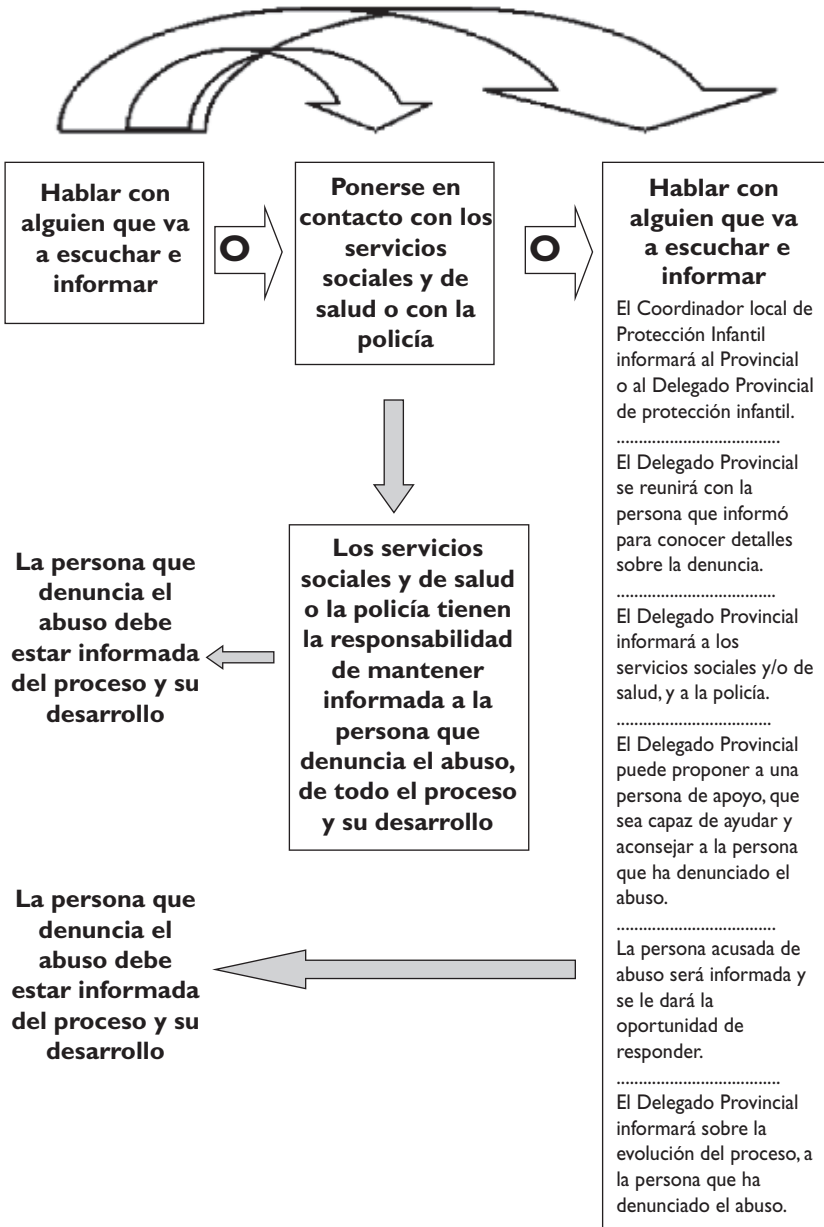 Hablar con
alguien que va
a escuchar e
informar
O
Ponerse en
contacto con los
servicios
sociales y de
salud o con la
policía
O
Hablar con
alguien que va
a escuchar e
informar
El Coordinador local de
Protección Infantil
informará al Provincial
o al Delegado Provincial
de protección infantil.
.....................................
El Delegado Provincial
se reunirá con la
persona que informó
para conocer detalles
sobre la denuncia.
....................................
El Delegado Provincial
informará a los
servicios sociales y/o de
salud, y a la policía.
...................................
El Delegado Provincial
puede proponer a una
persona de apoyo, que
sea capaz de ayudar y
aconsejar a la persona
que ha denunciado el
abuso.
....................................
La persona acusada de
abuso será informada y
se le dará la
oportunidad de
responder.
.....................................
El Delegado Provincial
informará sobre la
evolución del proceso, a
la persona que ha
denunciado el abuso.
Los servicios
sociales y de salud
o la policía tienen
la responsabilidad
de mantener
informada a la
persona que
denuncia el abuso,
de todo el proceso
y su desarrollo
La persona que
denuncia el
abuso debe
estar informada
del proceso y su
desarrollo
La persona que
denuncia el
abuso debe
estar informada
del proceso y su
desarrollo